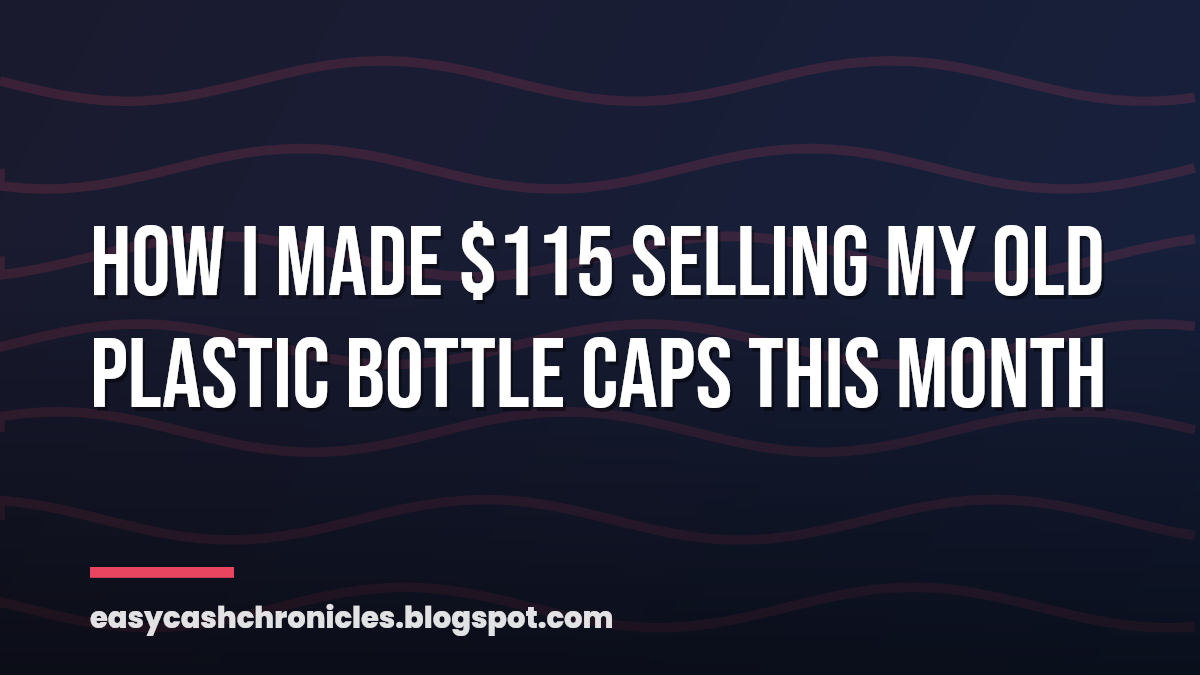 HOW I MADE $115 SELLING MY OLD
PLASTIC BOTTLE CAPS THIS MONTH
easycashchronicles.blogspot.com